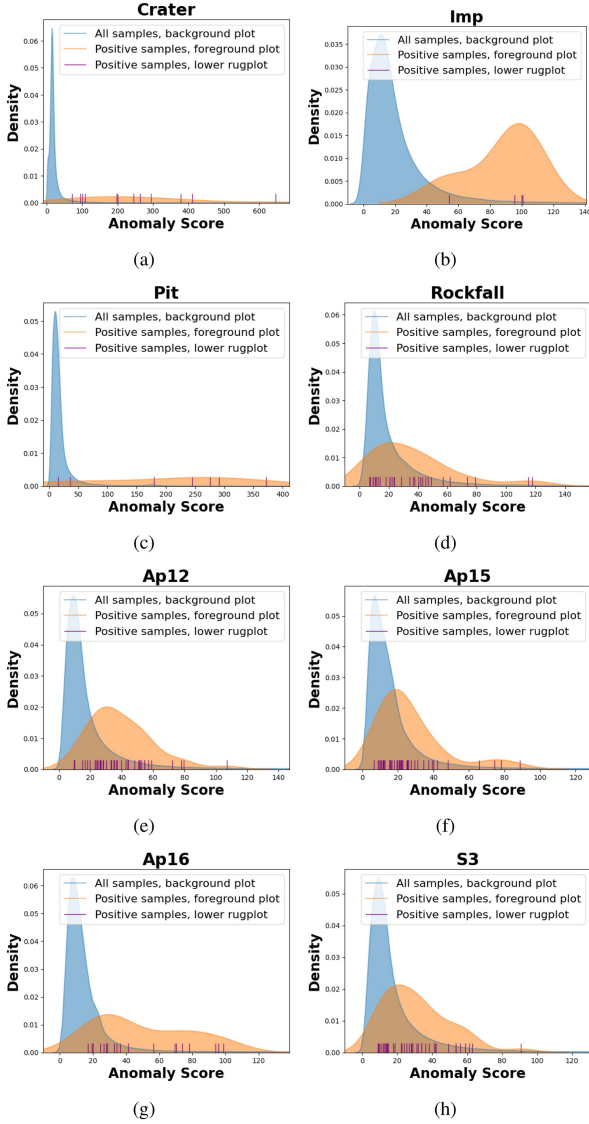 Crater
All samples, background plot
Positive samples, foreground plot
Positive samples, lower rugplot
Density
0.06
0.05
0.04
0.03
0.02
0.01
0.00
0 100 200 300 400 500 600
Anomaly Score
(a)
Imp
All samples, background plot
Positive samples, foreground plot
Positive samples, lower rugplot
Density
0.035
0.030
0.025
0.020
0.015
0.010
0.005
0.000
0 20 40 60 80 100 120 140
Anomaly Score
(b)
Pit
All samples, background plot
Positive samples, foreground plot
Positive samples, lower rugplot
Density
0.05
0.04
0.03
0.02
0.01
0.00
0 50 100 150 200 250 300 350 400
Anomaly Score
(c)
Rockfall
All samples, background plot
Positive samples, foreground plot
Positive samples, lower rugplot
Density
0.06
0.05
0.04
0.03
0.02
0.01
0.00
0 20 40 60 80 100 120 140
Anomaly Score
(d)
Ap12
All samples, background plot
Positive samples, foreground plot
Positive samples, lower rugplot
Density
0.05
0.04
0.03
0.02
0.01
0.00
0 20 40 60 80 100 120 140
Anomaly Score
(e)
Ap15
All samples, background plot
Positive samples, foreground plot
Positive samples, lower rugplot
Density
0.05
0.04
0.03
0.02
0.01
0.00
0 20 40 60 80 100 120
Anomaly Score
(f)
Ap16
All samples, background plot
Positive samples, foreground plot
Positive samples, lower rugplot
Density
0.06
0.05
0.04
0.03
0.02
0.01
0.00
0 20 40 60 80 100 120
Anomaly Score
(g)
S3
All samples, background plot
Positive samples, foreground plot
Positive samples, lower rugplot
Density
0.05
0.04
0.03
0.02
0.01
0.00
0 20 40 60 80 100 120
Anomaly Score
(h)